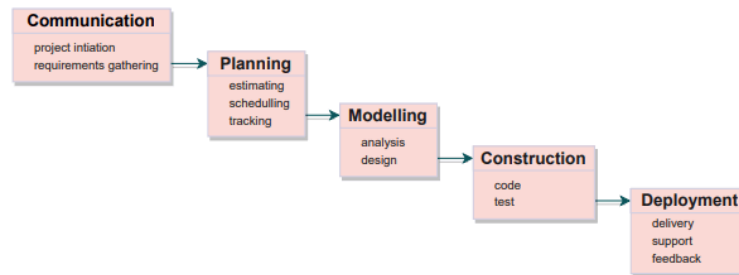 Communication
project intiation
requirements gathering
Planning
estimating
schedulling
tracking
Modelling
analysis
design
Construction
code
test
Deployment
delivery
support
feedback